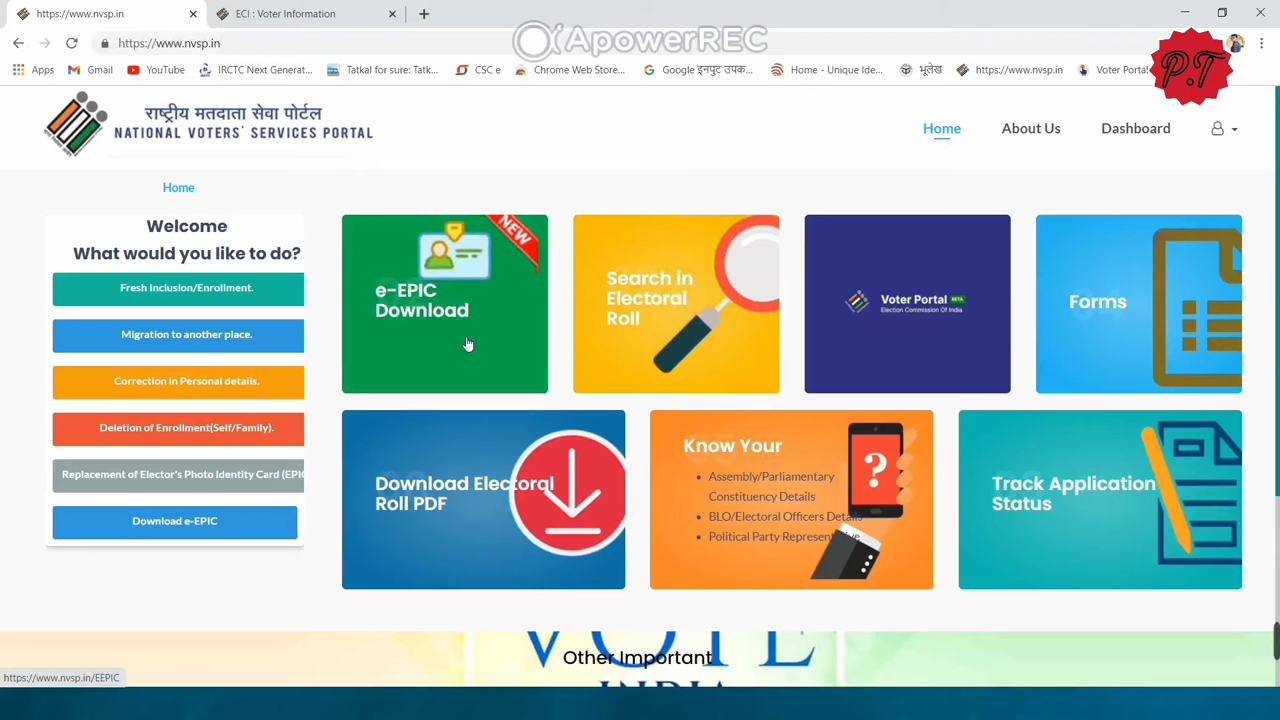 https://www.nvsp.in
ECI : Voter Information
https://www.nvsp.in
ApowerREC
Apps
Gmail
YouTube
IRCTC Next Generat...
Tatkal for sure: Tatk...
CSC e
Chrome Web Store...
Google इनपुट उपक...
Home - Unique Ide...
भूलेख
https://www.nvsp.in
Voter Portal
P.T
राष्ट्रीय मतदाता सेवा पोर्टल
NATIONAL VOTERS' SERVICES PORTAL
Home
About Us
Dashboard
Home
Welcome
What would you like to do?
Fresh Inclusion/Enrollment.
Migration to another place.
Correction in Personal details.
Deletion of Enrollment(Self/Family).
Replacement of Elector's Photo Identity Card (EPIC
Download e-EPIC
NEW
e-EPIC
Download
Search in
Electoral
Roll
Voter Portal BETA
Election Commission Of India
Forms
Download Electoral
Roll PDF
Know Your
Assembly/Parliamentary
Constituency Details
BLO/Electoral Officers Details
Political Party Representative
?
Track Application
Status
VOTE
INDIA
Other Important
https://www.nvsp.in/EEPIC